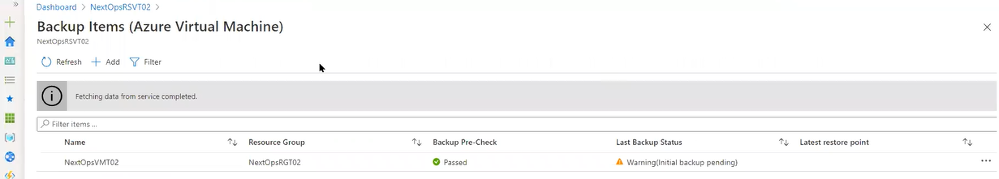 Dashboard > NextOpsRSVT02 >
Backup Items (Azure Virtual Machine)
NextOpsRSVT02
Refresh + Add Filter
Fetching data from service completed.
Filter items ...
Name Resource Group Backup Pre-Check Last Backup Status Latest restore point
NextOpsVMT02 NextOpsRGT02 Passed Warning(Initial backup pending) ...